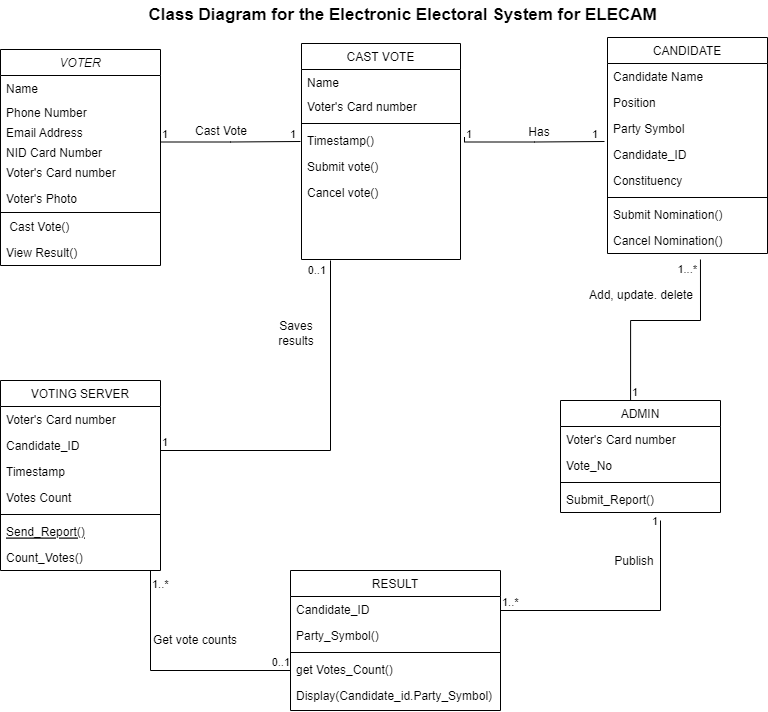 Class Diagram for the Electronic Electoral System for ELECAM
VOTER
Name
Phone Number
Email Address
NID Card Number
Voter's Card number
Voter's Photo
Cast Vote()
View Result()
1
Cast Vote
1
CAST VOTE
Name
Voter's Card number
Timestamp()
Submit vote()
Cancel vote()
1
Has
1
CANDIDATE
Candidate Name
Position
Party Symbol
Candidate_ID
Constituency
Submit Nomination()
Cancel Nomination()
0..1
Saves
results
1
1...*
Add, update. delete
1
VOTING SERVER
Voter's Card number
Candidate_ID
Timestamp
Votes Count
Send_Report()
Count_Votes()
ADMIN
Voter's Card number
Vote_No
Submit_Report()
1
Publish
1..*
1..*
Get vote counts
0..1
RESULT
Candidate_ID
Party_Symbol()
get Votes_Count()
Display(Candidate_id.Party_Symbol)